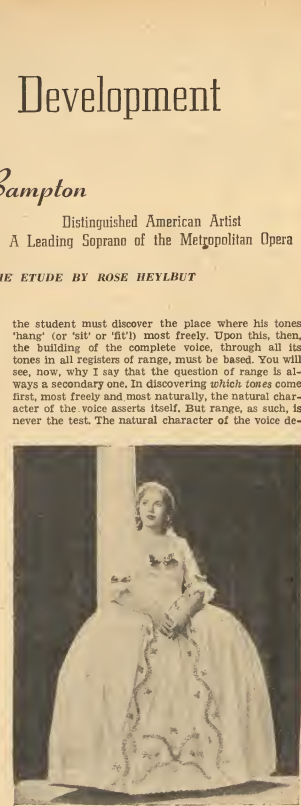 Development
Bampton
Distinguished American Artist
A Leading Soprano of the Metropolitan Opera
HE ETUDE BY ROSE HEYLBUT
the student must discover the place where his tones
'hang' (or 'sit' or 'fit'!) most freely. Upon this, then,
the building of the complete voice, through all its
tones in all registers of range, must be based. You will
see, now, why I say that the question of range is al-
ways a secondary one. In discovering which tones come
first, most freely and most naturally, the natural char-
acter of the voice asserts itself. But range, as such, is
never the test. The natural character of the voice de-